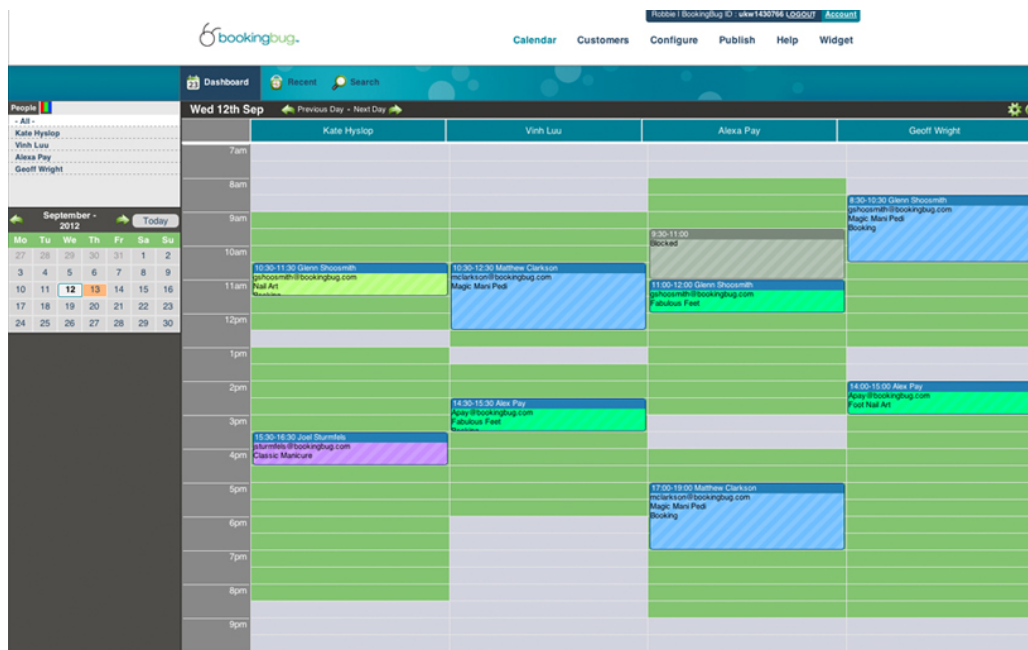 Robbie | BookingBug ID : ukw1430766 LOGOUT Account
bookingbug.
Calendar Customers Configure Publish Help Widget
23 Dashboard Recent Search
People
Wed 12th Sep Previous Day - Next Day
- All -
Kate Hyslop
Vinh Luu
Alexa Pay
Geoff Wright
Kate Hyslop Vinh Luu Alexa Pay Geoff Wright
September -
2012
Today
Mo Tu We Th Fr Sa Su
27 28 29 30 31 1 2
3 4 5 6 7 8 9
10 11 12 13 14 15 16
17 18 19 20 21 22 23
24 25 26 27 28 29 30
7am
8am
9am
10am
11am
12pm
1pm
2pm
3pm
4pm
5pm
6pm
7pm
8pm
9pm
10:30-11:30 Glenn Shoosmith
gshoosmith@bookingbug.com
Nail Art
Booking
15:30-16:30 Joel Sturmfels
jsturmfels@bookingbug.com
Classic Manicure
10:30-12:30 Matthew Clarkson
mclarkson@bookingbug.com
Magic Mani Pedi
14:30-15:30 Alex Pay
Apay@bookingbug.com
Fabulous Feet
Booking
9:30-11:00
Blocked
11:00-12:00 Glenn Shoosmith
gshoosmith@bookingbug.com
Fabulous Feet
17:00-19:00 Matthew Clarkson
mclarkson@bookingbug.com
Magic Mani Pedi
Booking
8:30-10:30 Glenn Shoosmith
gshoosmith@bookingbug.com
Magic Mani Pedi
Booking
14:00-15:00 Alex Pay
Apay@bookingbug.com
Foot Nail Art